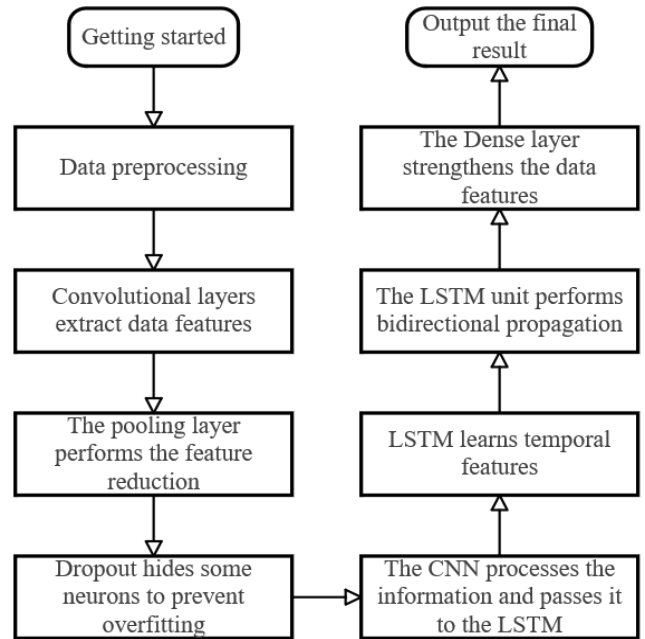 Getting started
Data preprocessing
Convolutional layers
extract data features
The pooling layer
performs the feature
reduction
Dropout hides some
neurons to prevent
overfitting
The CNN processes the
information and passes it
to the LSTM
LSTM learns temporal
features
The LSTM unit performs
bidirectional propagation
The Dense layer
strengthens the data
features
Output the final
result